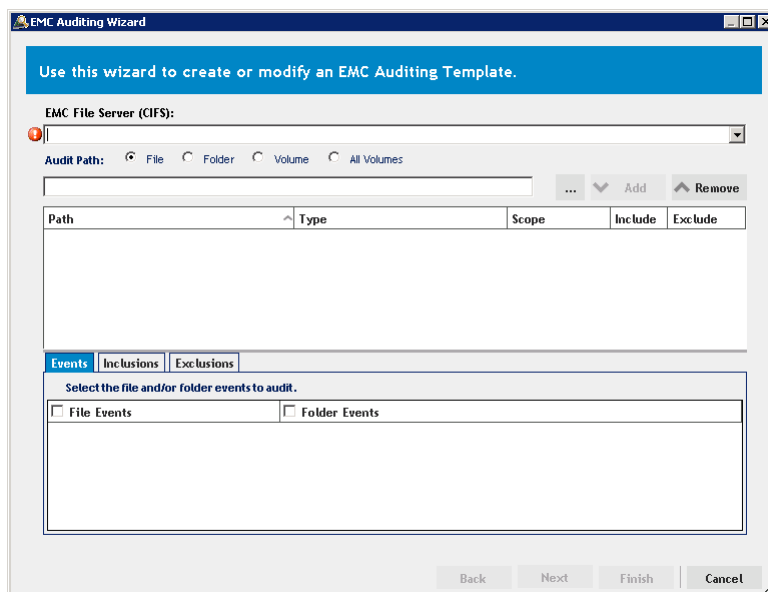 EMC Auditing Wizard
Use this wizard to create or modify an EMC Auditing Template.
EMC File Server (CIFS):
Audit Path: File Folder Volume All Volumes
... Add Remove
Path Type Scope Include Exclude
Events Inclusions Exclusions
Select the file and/or folder events to audit.
File Events Folder Events
Back Next Finish Cancel